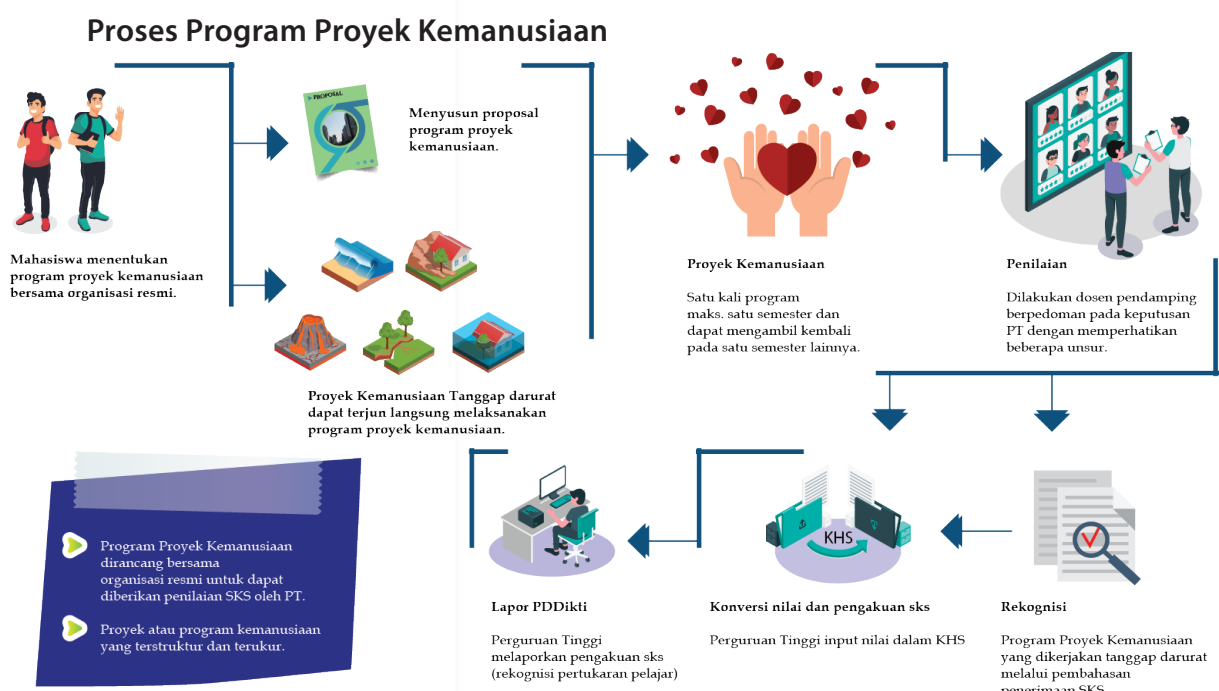 Proses Program Proyek Kemanusiaan
PROPOSAL
Menyusun proposal
program proyek
kemanusiaan.
Mahasiswa menentukan
program proyek kemanusiaan
bersama organisasi resmi.
Proyek Kemanusiaan Tanggap darurat
dapat terjun langsung melaksanakan
program proyek kemanusiaan.
Proyek Kemanusiaan
Satu kali program
maks. satu semester dan
dapat mengambil kembali
pada satu semester lainnya.
Penilaian
Dilakukan dosen pendamping
berpedoman pada keputusan
PT dengan memperhatikan
beberapa unsur.
Rekognisi
Program Proyek Kemanusiaan
yang dikerjakan tanggap darurat
melalui pembahasan
penerimaan SKS
KHS
Konversi nilai dan pengakuan sks
Perguruan Tinggi input nilai dalam KHS
Lapor PDDikti
Perguruan Tinggi
melaporkan pengakuan sks
(rekognisi pertukaran pelajar)
Program Proyek Kemanusiaan
dirancang bersama
organisasi resmi untuk dapat
diberikan penilaian SKS oleh PT.
Proyek atau program kemanusiaan
yang terstruktur dan terukur.